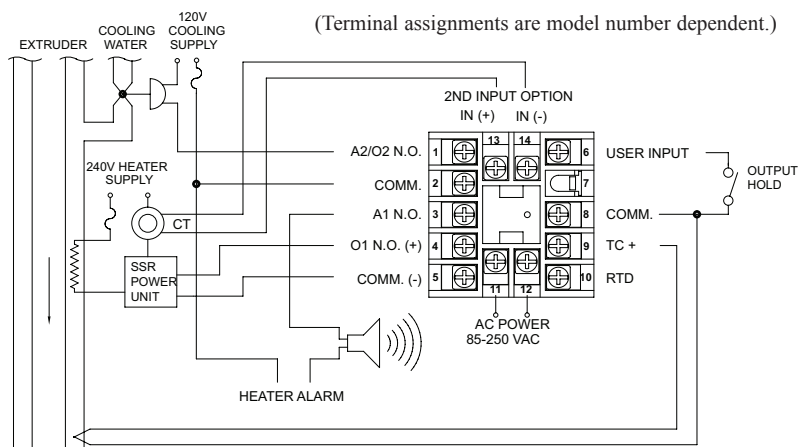 (Terminal assignments are model number dependent.)
120V
COOLING
SUPPLY
COOLING
WATER
EXTRUDER
2ND INPUT OPTION
IN (+) IN (-)
13 14
A2/O2 N.O. 1
6 USER INPUT
240V HEATER
SUPPLY
COMM. 2
7
OUTPUT
HOLD
CT
A1 N.O. 3
8 COMM.
O1 N.O. (+) 4
9 TC +
SSR
POWER
UNIT
COMM. (-) 5
10 RTD
11 12
AC POWER
85-250 VAC
HEATER ALARM